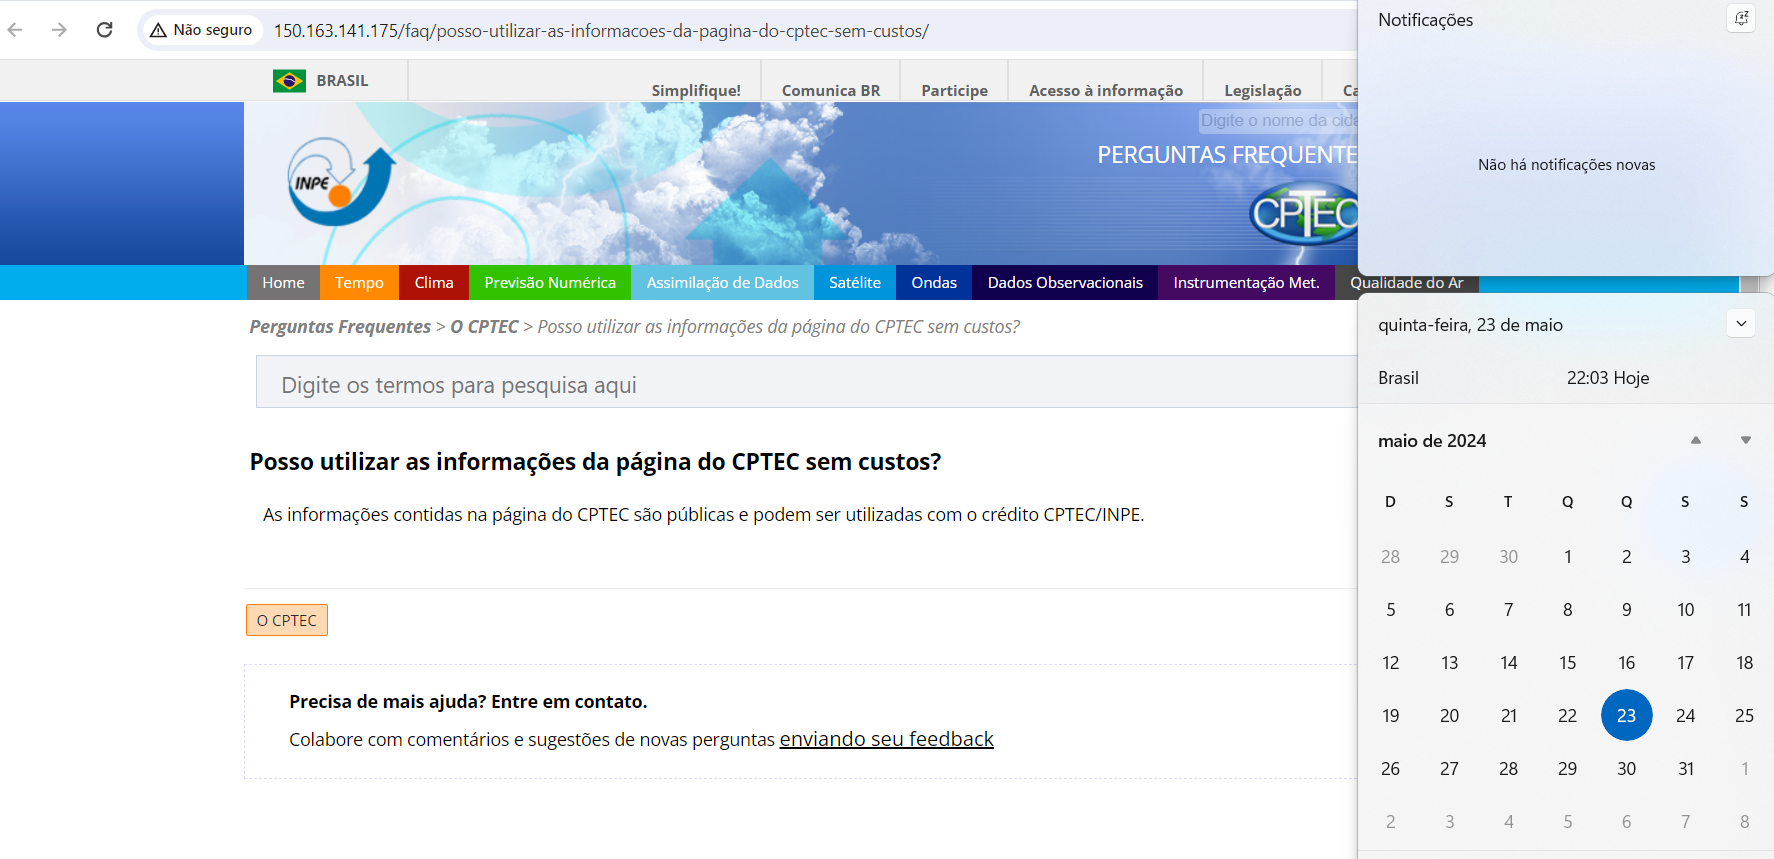 Não seguro
150.163.141.175/faq/posso-utilizar-as-informacoes-da-pagina-do-cptec-sem-custos/
BRASIL
Simplifique!
Comunica BR
Participe
Acesso à informação
Legislação
Ca
Digite o nome da cida
PERGUNTAS FREQUENTE
INPE
CPTEC
Home
Tempo
Clima
Previsão Numérica
Assimilação de Dados
Satélite
Ondas
Dados Observacionais
Instrumentação Met.
Qualidade do Ar
Perguntas Frequentes > O CPTEC > Posso utilizar as informações da página do CPTEC sem custos?
Digite os termos para pesquisa aqui
Posso utilizar as informações da página do CPTEC sem custos?
As informações contidas na página do CPTEC são públicas e podem ser utilizadas com o crédito CPTEC/INPE.
O CPTEC
Precisa de mais ajuda? Entre em contato.
Colabore com comentários e sugestões de novas perguntas enviando seu feedback
Notificações
Não há notificações novas
quinta-feira, 23 de maio
Brasil 22:03 Hoje
maio de 2024
D S T Q Q S S
28 29 30 1 2 3 4
5 6 7 8 9 10 11
12 13 14 15 16 17 18
19 20 21 22 23 24 25
26 27 28 29 30 31 1
2 3 4 5 6 7 8